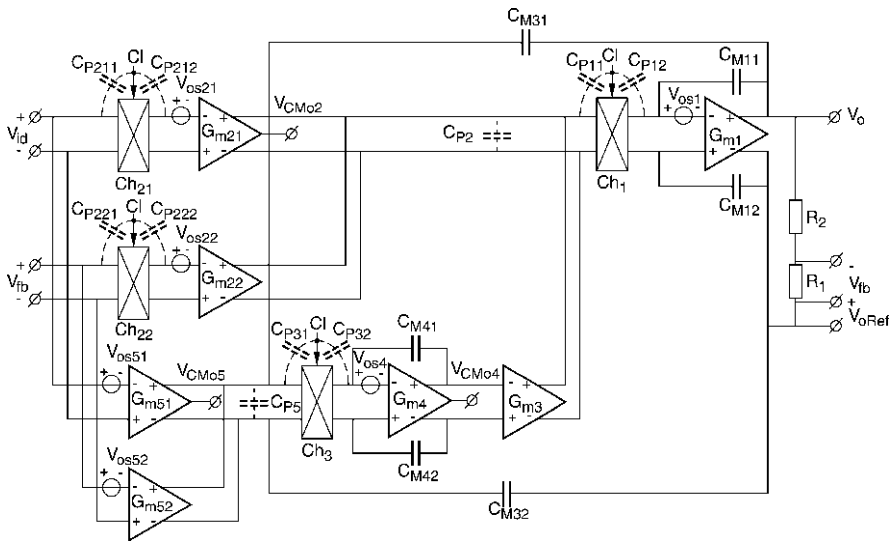 CM31
Cl
CP211 CP212
Vos21
+ -
VCMo2
Cl
CP11 CP12
CM11
+
Vid
-
- +
Gm21
+ -
CP2
Vos1
+ -
- +
Gm1
+ -
Vo
Ch21
Ch1
CM12
Cl
CP221 CP222
Vos22
+ -
R2
+
Vfb
-
- +
Gm22
+ -
-
R1 Vfb
+
VoRef
Ch22
Cl
CP31 CP32
CM41
Vos51
+ -
VCMo5
Vos4
+ -
VCMo4
- +
Gm51
+ -
CP5
- +
Gm4
+ -
- +
Gm3
+ -
Vos52
+ -
Ch3
CM42
- +
Gm52
+ -
CM32